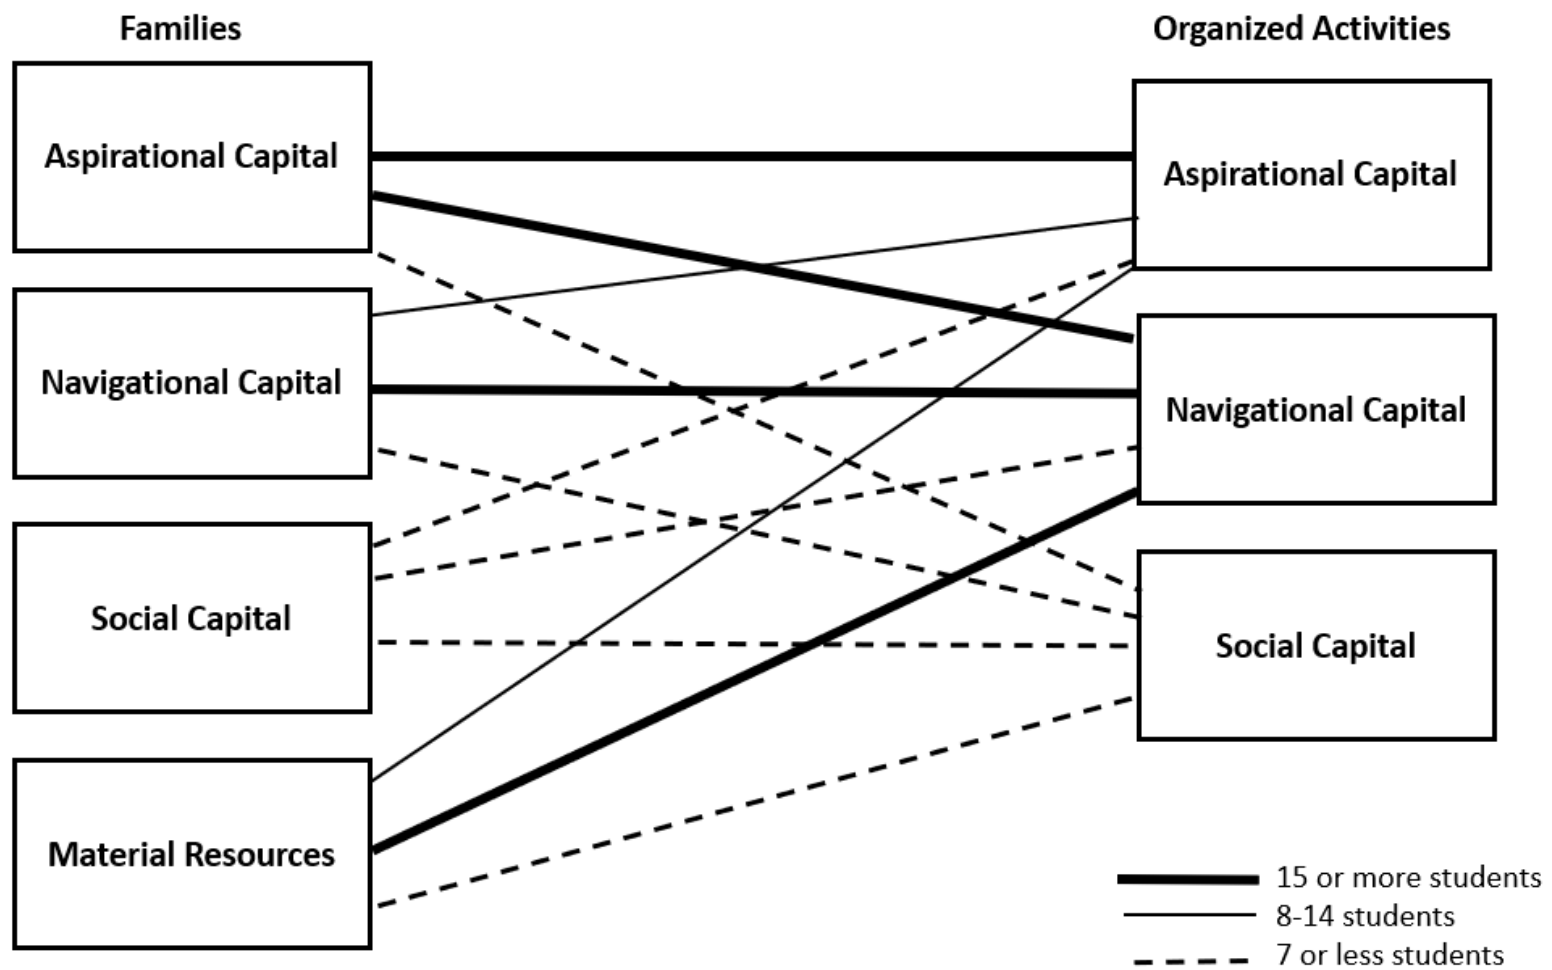 Families
Organized Activities
Aspirational Capital
Aspirational Capital
Navigational Capital
Navigational Capital
Social Capital
Social Capital
Material Resources
15 or more students
8-14 students
7 or less students